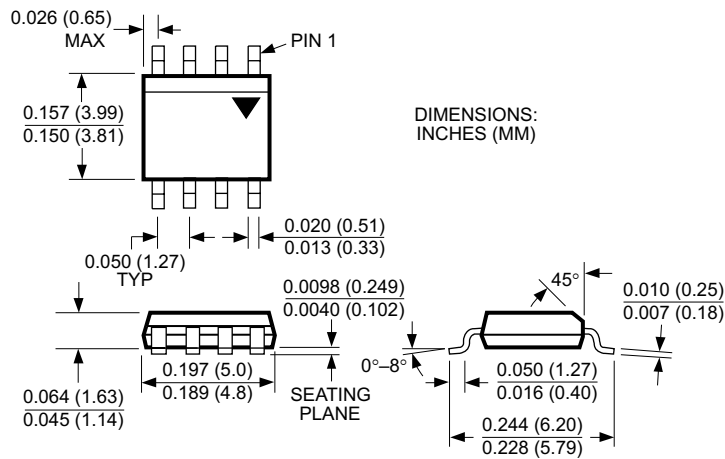 0.026 (0.65)
MAX
PIN 1
0.157 (3.99)
0.150 (3.81)
DIMENSIONS:
INCHES (MM)
0.020 (0.51)
0.013 (0.33)
0.050 (1.27)
TYP
0.0098 (0.249)
0.0040 (0.102)
45°
0.010 (0.25)
0.007 (0.18)
0°–8°
0.064 (1.63)
0.045 (1.14)
0.197 (5.0)
0.189 (4.8)
SEATING
PLANE
0.050 (1.27)
0.016 (0.40)
0.244 (6.20)
0.228 (5.79)